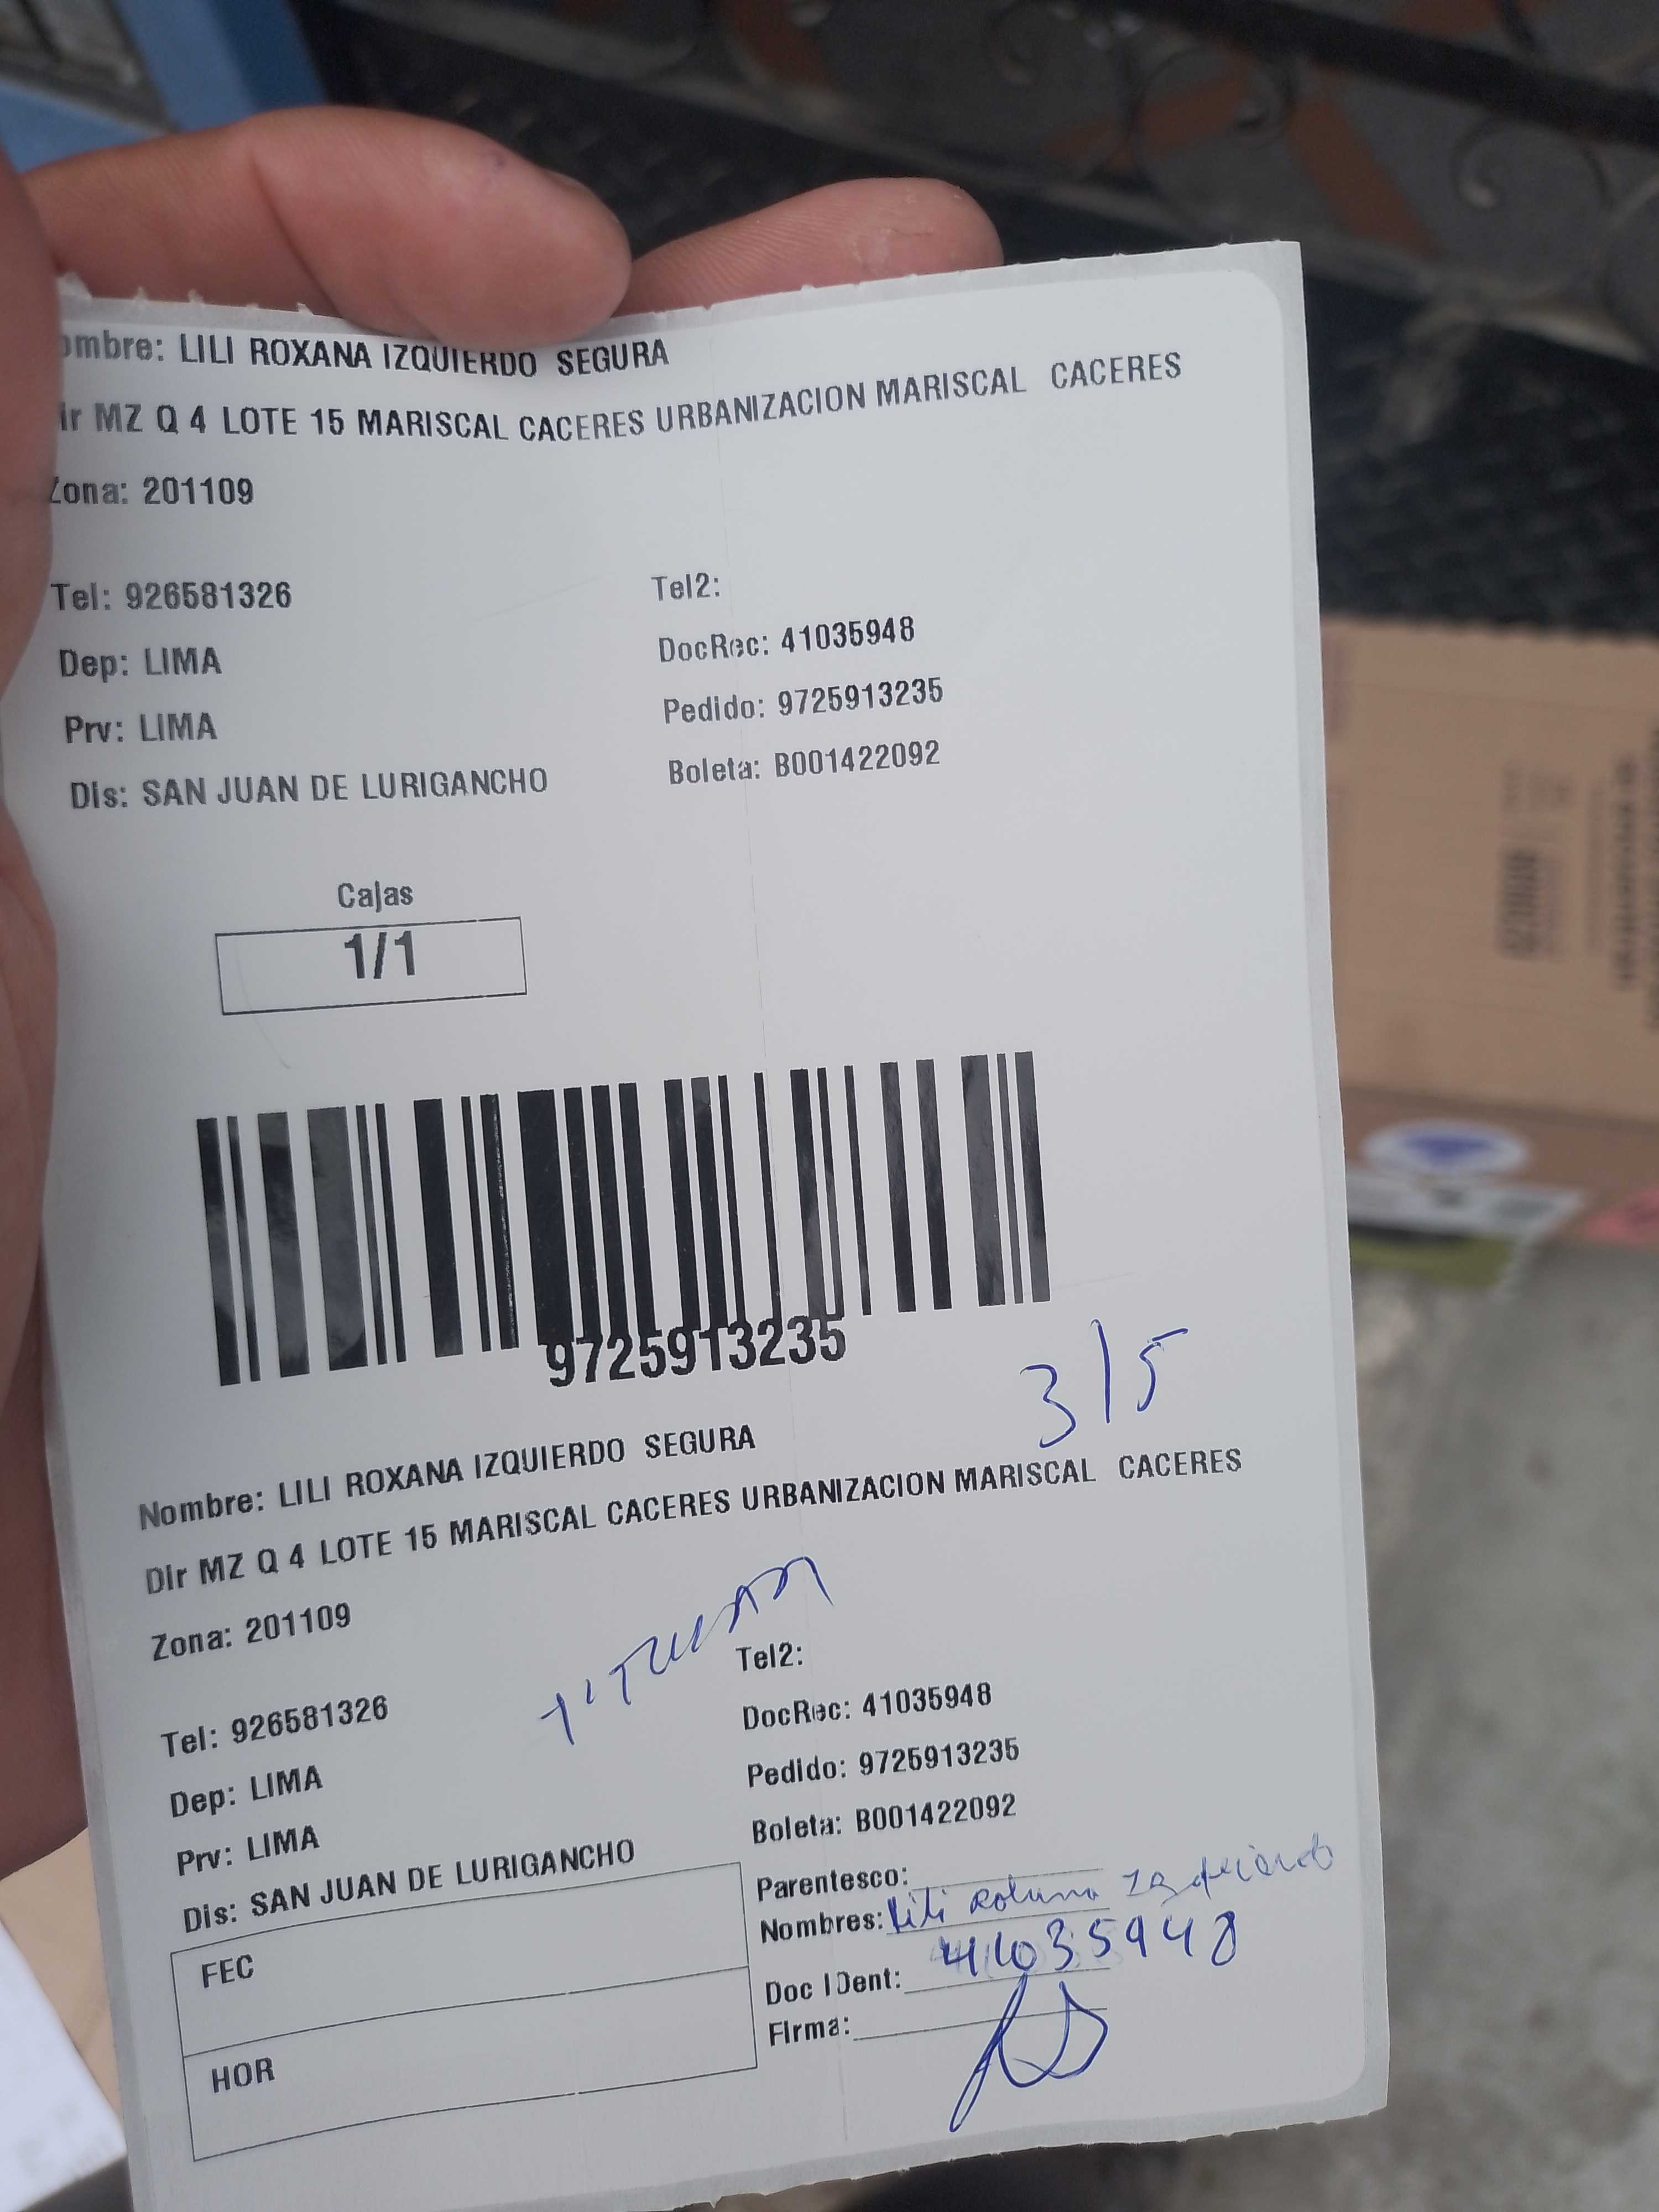 ombre: LILI ROXANA IZQUIERDO SEGURA
ir MZ Q 4 LOTE 15 MARISCAL CACERES URBANIZACION MARISCAL CACERES
Zona: 201109
Tel: 926581326 Tel2:
Dep: LIMA DocRec: 41035948
Prv: LIMA Pedido: 9725913235
Dis: SAN JUAN DE LURIGANCHO Boleta: B001422092
Cajas
1/1
9725913235
3/5
Nombre: LILI ROXANA IZQUIERDO SEGURA
Dir MZ Q 4 LOTE 15 MARISCAL CACERES URBANIZACION MARISCAL CACERES
Zona: 201109
Tel: 926581326 Tel2:
Dep: LIMA DocRec: 41035948
Prv: LIMA Pedido: 9725913235
Dis: SAN JUAN DE LURIGANCHO Boleta: B001422092
Parentesco:
Nombres: Lili
FEC
Doc IDent: 41035948
Firma:
HOR